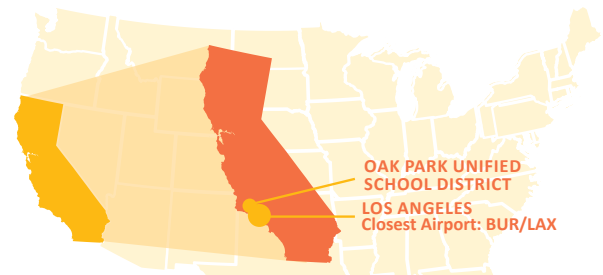 OAK PARK UNIFIED
SCHOOL DISTRICT
LOS ANGELES
Closest Airport: BUR/LAX